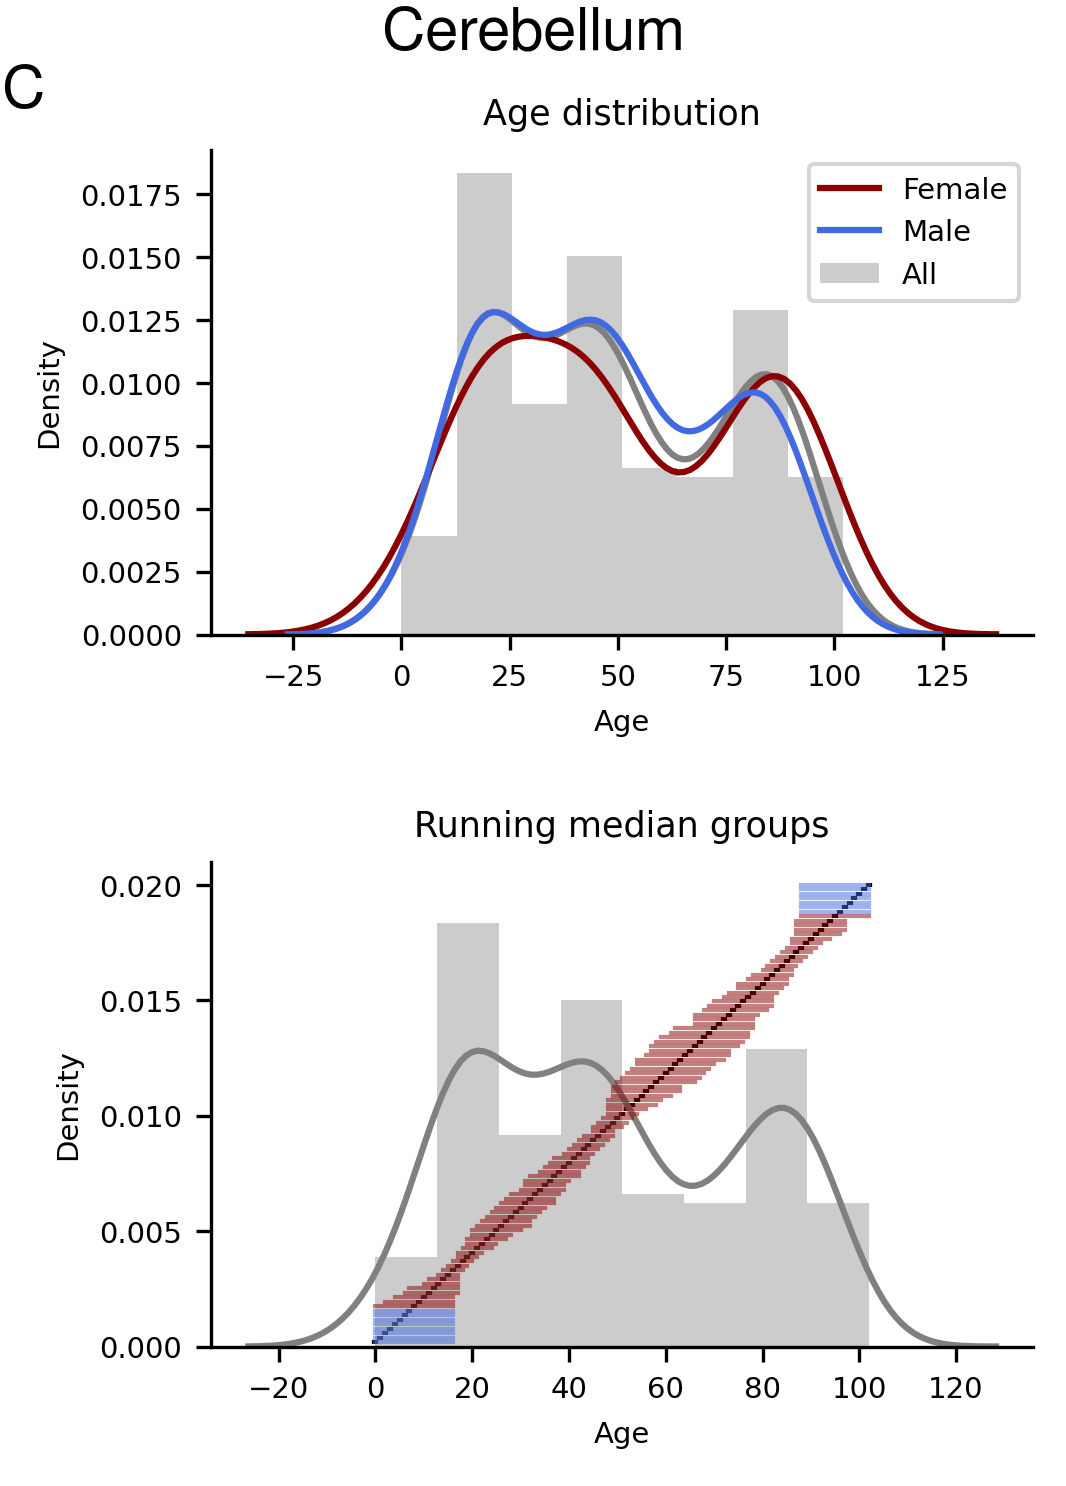 Cerebellum
C
Age distribution
Female
Male
All
Density
0.0175
0.0150
0.0125
0.0100
0.0075
0.0050
0.0025
0.0000
−25 0 25 50 75 100 125
Age
Running median groups
Density
0.020
0.015
0.010
0.005
0.000
−20 0 20 40 60 80 100 120
Age